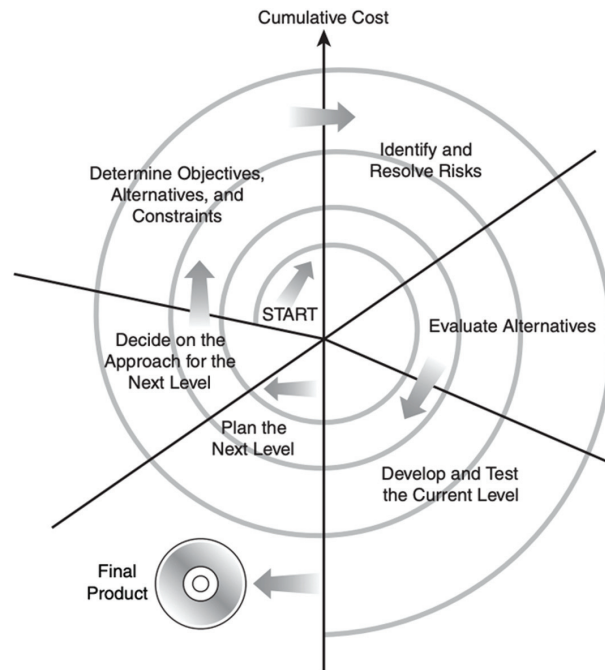 Cumulative Cost
Identify and
Resolve Risks
Determine Objectives,
Alternatives, and
Constraints
START
Evaluate Alternatives
Decide on the
Approach for the
Next Level
Plan the
Next Level
Develop and Test
the Current Level
Final
Product